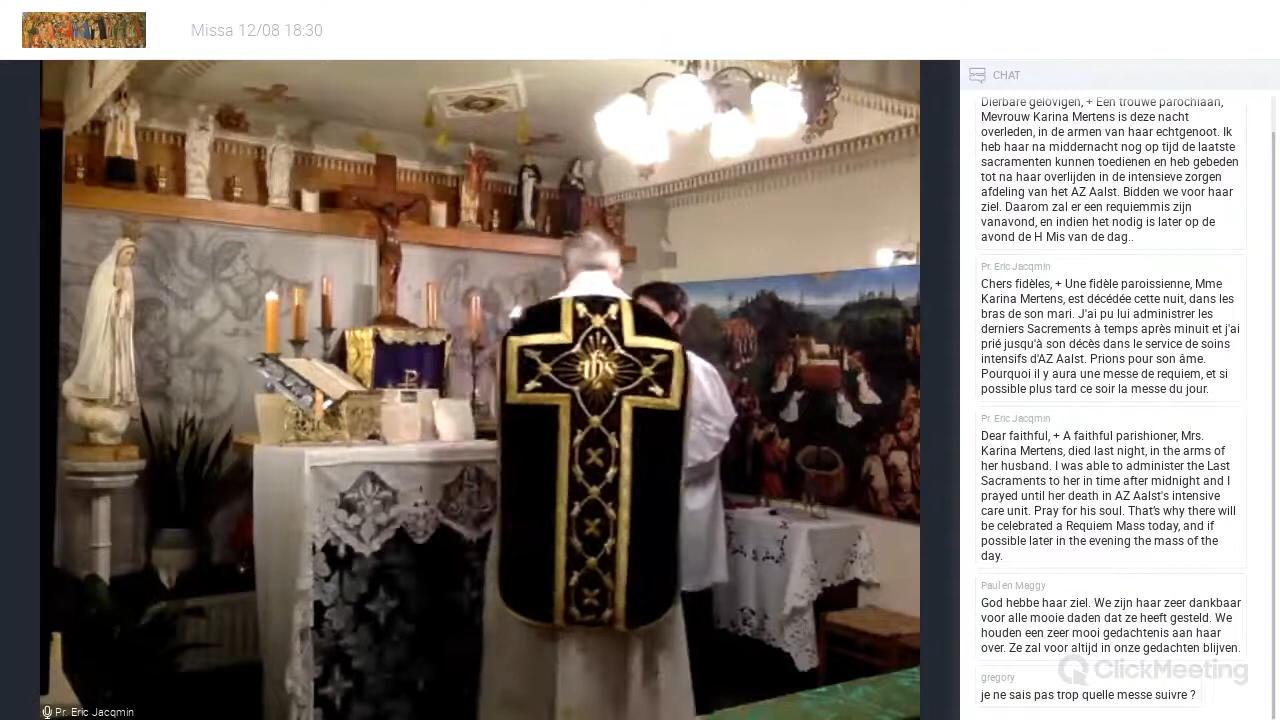 Missa 12/08 18:30
CHAT
Dierbare gelovigen, + Een trouwe parochiaan,
Mevrouw Karina Mertens is deze nacht
overleden, in de armen van haar echtgenoot. Ik
heb haar na middernacht nog op tijd de laatste
sacramenten kunnen toedienen en heb gebeden
tot na haar overlijden in de intensieve zorgen
afdeling van het AZ Aalst. Bidden we voor haar
ziel. Daarom zal er een requiemmis zijn
vanavond, en indien het nodig is later op de
avond de H Mis van de dag..
Pr. Eric Jacqmin
Chers fidèles, + Une fidèle paroissienne, Mme
Karina Mertens, est décédée cette nuit, dans les
bras de son mari. J'ai pu lui administrer les
derniers Sacrements à temps après minuit et j'ai
prié jusqu'à son décès dans le service de soins
intensifs d'AZ Aalst. Prions pour son âme.
Pourquoi il y aura une messe de requiem, et si
possible plus tard ce soir la messe du jour.
Pr. Eric Jacqmin
Dear faithful, + A faithful parishioner, Mrs.
Karina Mertens, died last night, in the arms of
her husband. I was able to administer the Last
Sacraments to her in time after midnight and I
prayed until her death in AZ Aalst's intensive
care unit. Pray for his soul. That's why there will
be celebrated a Requiem Mass today, and if
possible later in the evening the mass of the
day.
Paul en Maggy
God hebbe haar ziel. We zijn haar zeer dankbaar
voor alle mooie daden dat ze heeft gesteld. We
houden een zeer mooi gedachtenis aan haar
over. Ze zal voor altijd in onze gedachten blijven.
ClickMeeting
gregory
je ne sais pas trop quelle messe suivre ?
ihs
Pr. Eric Jacqmin